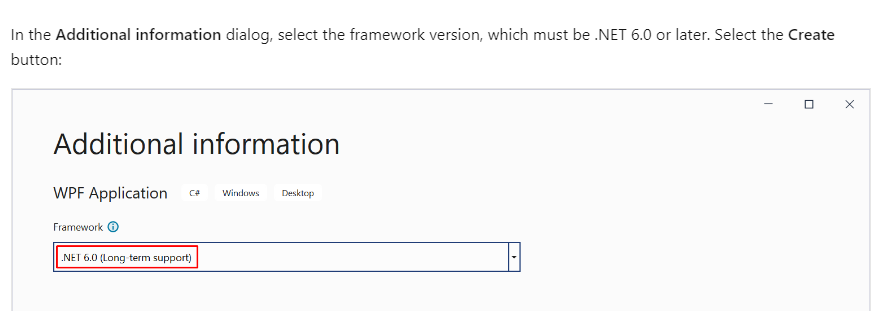 In the Additional information dialog, select the framework version, which must be .NET 6.0 or later. Select the Create
button:
Additional information
WPF Application C# Windows Desktop
Framework
.NET 6.0 (Long-term support)